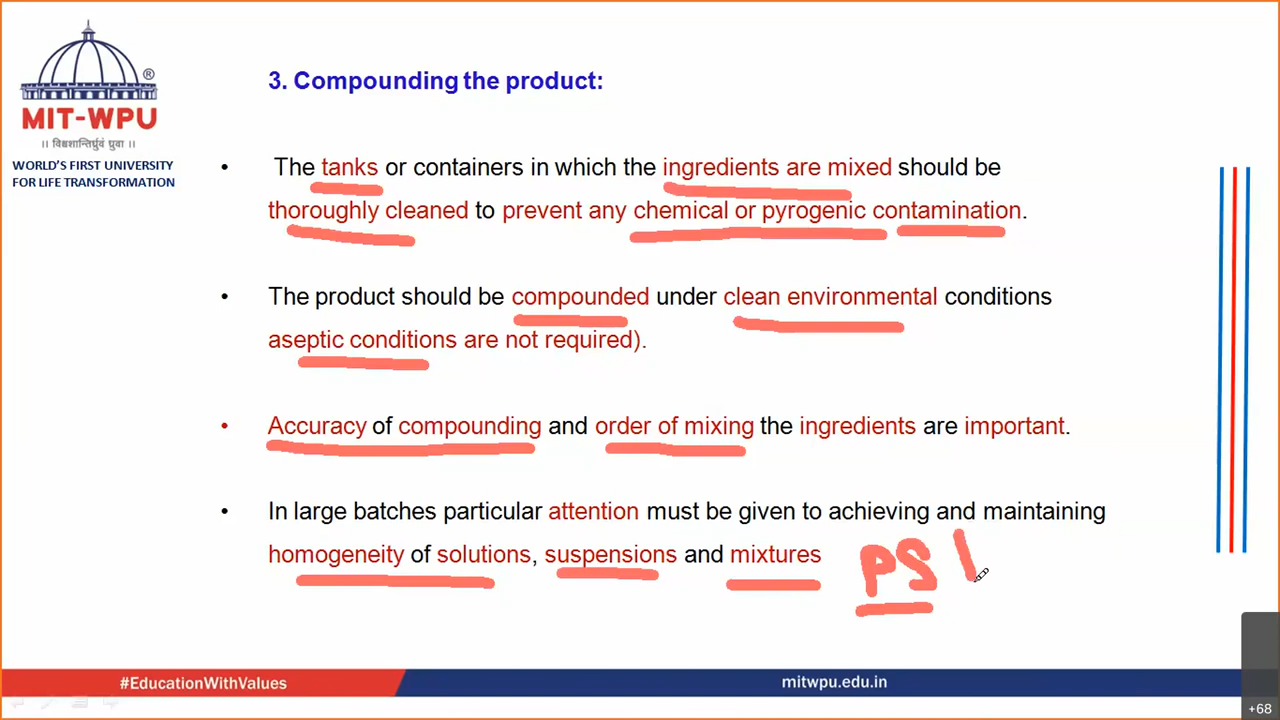 ®
MIT-WPU
॥ विश्वशान्तिर्ध्रुवं ध्रुवा ॥
WORLD'S FIRST UNIVERSITY
FOR LIFE TRANSFORMATION
3. Compounding the product:
• The tanks or containers in which the ingredients are mixed should be
thoroughly cleaned to prevent any chemical or pyrogenic contamination.
• The product should be compounded under clean environmental conditions
aseptic conditions are not required).
• Accuracy of compounding and order of mixing the ingredients are important.
• In large batches particular attention must be given to achieving and maintaining
homogeneity of solutions, suspensions and mixtures
PS
#EducationWithValues
mitwpu.edu.in
+68